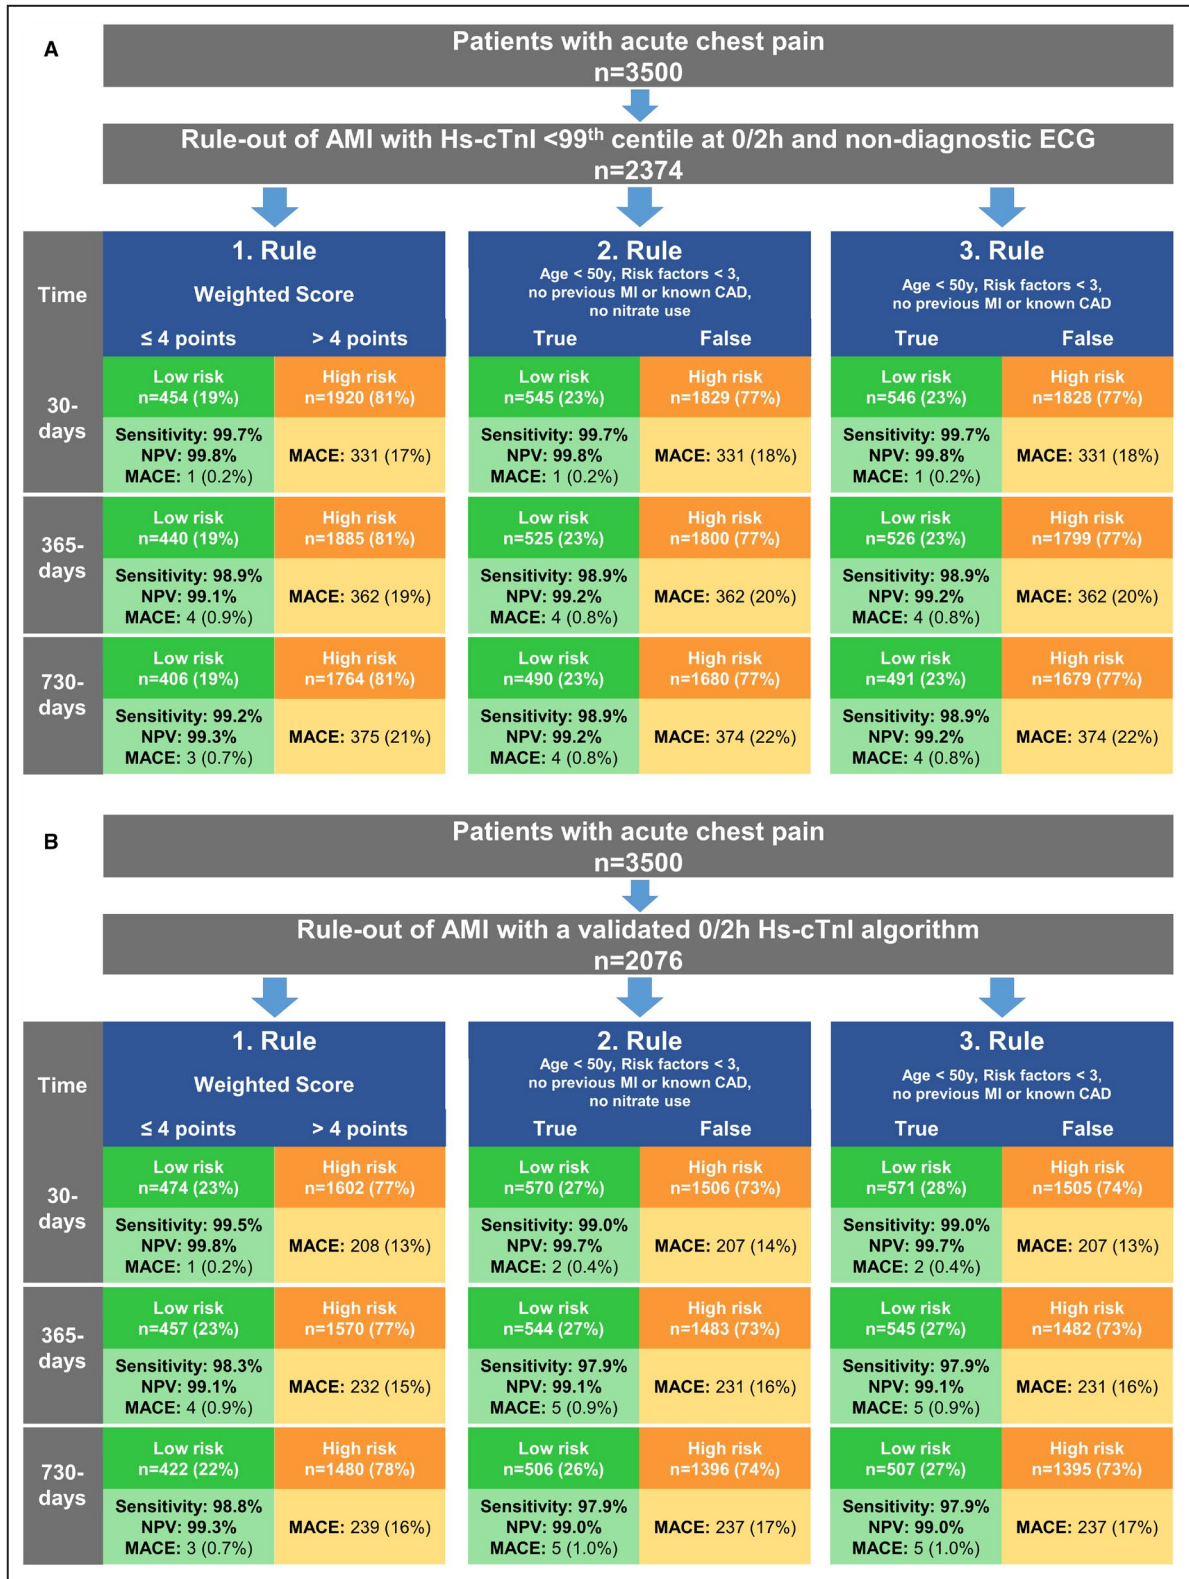 A
Patients with acute chest pain
n=3500
Rule-out of AMI with Hs-cTnI <99th centile at 0/2h and non-diagnostic ECG
n=2374
Time
1. Rule
Weighted Score
≤ 4 points
> 4 points
2. Rule
Age < 50y, Risk factors < 3,
no previous MI or known CAD,
no nitrate use
True
False
3. Rule
Age < 50y, Risk factors < 3,
no previous MI or known CAD
True
False
30-
days
Low risk
n=454 (19%)
High risk
n=1920 (81%)
Low risk
n=545 (23%)
High risk
n=1829 (77%)
Low risk
n=546 (23%)
High risk
n=1828 (77%)
Sensitivity: 99.7%
NPV: 99.8%
MACE: 1 (0.2%)
MACE: 331 (17%)
Sensitivity: 99.7%
NPV: 99.8%
MACE: 1 (0.2%)
MACE: 331 (18%)
Sensitivity: 99.7%
NPV: 99.8%
MACE: 1 (0.2%)
MACE: 331 (18%)
365-
days
Low risk
n=440 (19%)
High risk
n=1885 (81%)
Low risk
n=525 (23%)
High risk
n=1800 (77%)
Low risk
n=526 (23%)
High risk
n=1799 (77%)
Sensitivity: 98.9%
NPV: 99.1%
MACE: 4 (0.9%)
MACE: 362 (19%)
Sensitivity: 98.9%
NPV: 99.2%
MACE: 4 (0.8%)
MACE: 362 (20%)
Sensitivity: 98.9%
NPV: 99.2%
MACE: 4 (0.8%)
MACE: 362 (20%)
730-
days
Low risk
n=406 (19%)
High risk
n=1764 (81%)
Low risk
n=490 (23%)
High risk
n=1680 (77%)
Low risk
n=491 (23%)
High risk
n=1679 (77%)
Sensitivity: 99.2%
NPV: 99.3%
MACE: 3 (0.7%)
MACE: 375 (21%)
Sensitivity: 98.9%
NPV: 99.2%
MACE: 4 (0.8%)
MACE: 374 (22%)
Sensitivity: 98.9%
NPV: 99.2%
MACE: 4 (0.8%)
MACE: 374 (22%)
B
Patients with acute chest pain
n=3500
Rule-out of AMI with a validated 0/2h Hs-cTnI algorithm
n=2076
Time
1. Rule
Weighted Score
≤ 4 points
> 4 points
2. Rule
Age < 50y, Risk factors < 3,
no previous MI or known CAD,
no nitrate use
True
False
3. Rule
Age < 50y, Risk factors < 3,
no previous MI or known CAD
True
False
30-
days
Low risk
n=474 (23%)
High risk
n=1602 (77%)
Low risk
n=570 (27%)
High risk
n=1506 (73%)
Low risk
n=571 (28%)
High risk
n=1505 (74%)
Sensitivity: 99.5%
NPV: 99.8%
MACE: 1 (0.2%)
MACE: 208 (13%)
Sensitivity: 99.0%
NPV: 99.7%
MACE: 2 (0.4%)
MACE: 207 (14%)
Sensitivity: 99.0%
NPV: 99.7%
MACE: 2 (0.4%)
MACE: 207 (13%)
365-
days
Low risk
n=457 (23%)
High risk
n=1570 (77%)
Low risk
n=544 (27%)
High risk
n=1483 (73%)
Low risk
n=545 (27%)
High risk
n=1482 (73%)
Sensitivity: 98.3%
NPV: 99.1%
MACE: 4 (0.9%)
MACE: 232 (15%)
Sensitivity: 97.9%
NPV: 99.1%
MACE: 5 (0.9%)
MACE: 231 (16%)
Sensitivity: 97.9%
NPV: 99.1%
MACE: 5 (0.9%)
MACE: 231 (16%)
730-
days
Low risk
n=422 (22%)
High risk
n=1480 (78%)
Low risk
n=506 (26%)
High risk
n=1396 (74%)
Low risk
n=507 (27%)
High risk
n=1395 (73%)
Sensitivity: 98.8%
NPV: 99.3%
MACE: 3 (0.7%)
MACE: 239 (16%)
Sensitivity: 97.9%
NPV: 99.0%
MACE: 5 (1.0%)
MACE: 237 (17%)
Sensitivity: 97.9%
NPV: 99.0%
MACE: 5 (1.0%)
MACE: 237 (17%)